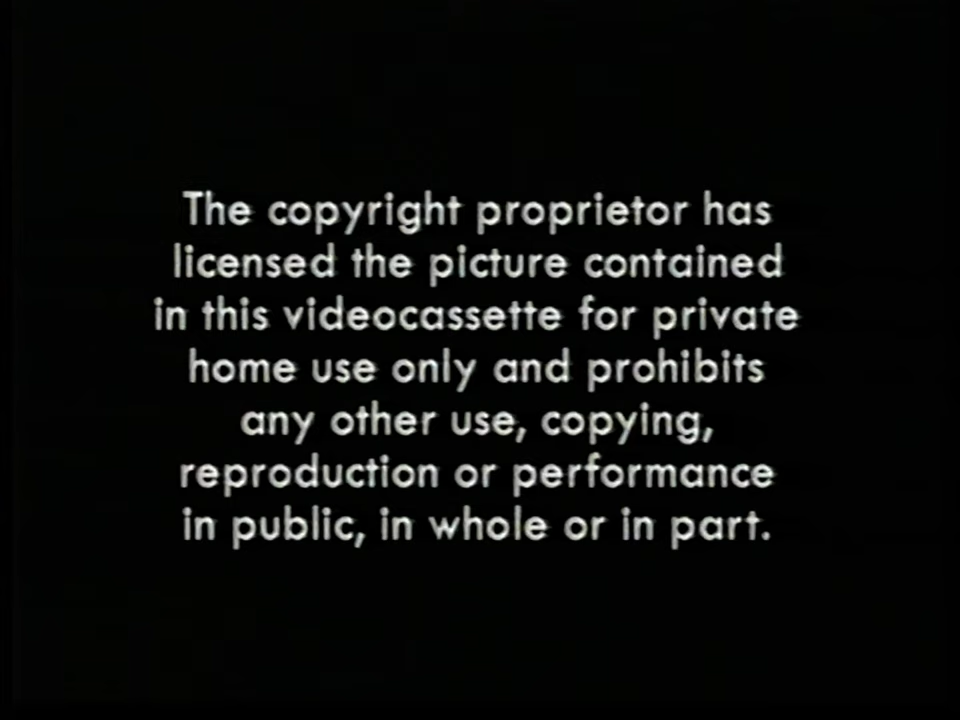 The copyright proprietor has
licensed the picture contained
in this videocassette for private
home use only and prohibits
any other use, copying,
reproduction or performance
in public, in whole or in part.